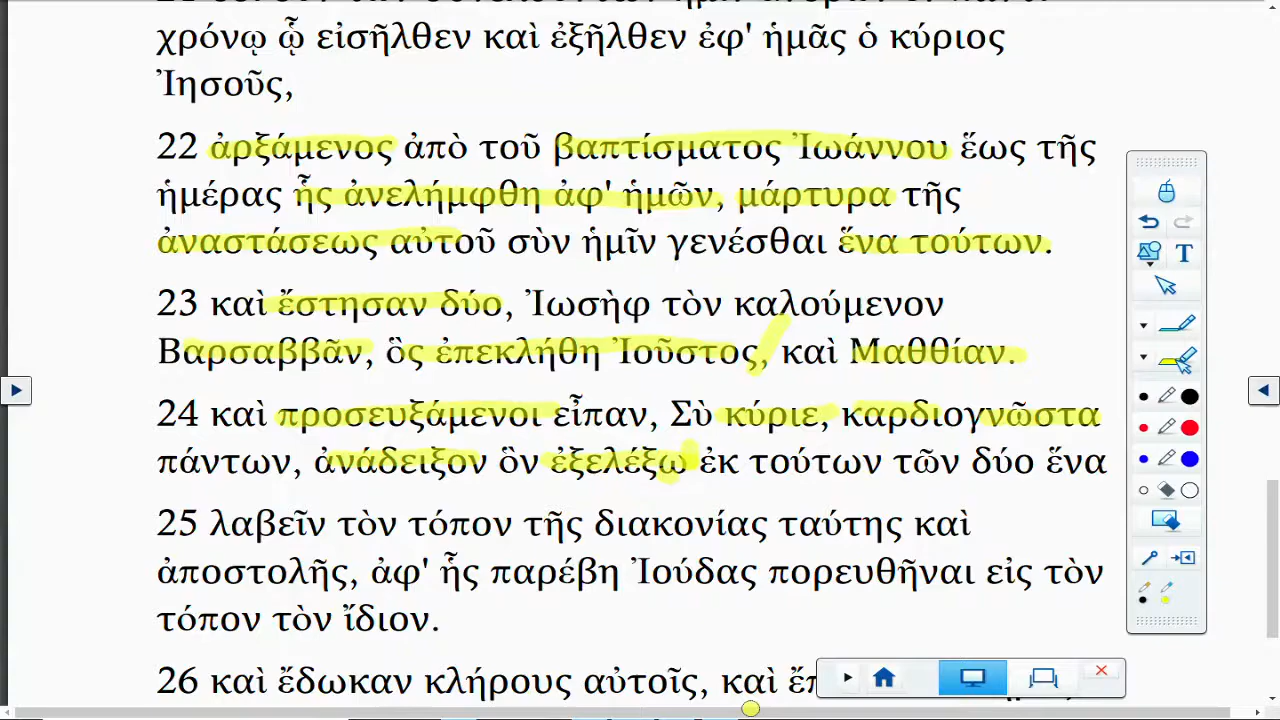 χρόνῳ ᾧ εἰσῆλθεν καὶ ἐξῆλθεν ἐφ' ἡμᾶς ὁ κύριος
Ἰησοῦς,
22 ἀρξάμενος ἀπὸ τοῦ βαπτίσματος Ἰωάννου ἕως τῆς
ἡμέρας ἧς ἀνελήμφθη ἀφ' ἡμῶν, μάρτυρα τῆς
ἀναστάσεως αὐτοῦ σὺν ἡμῖν γενέσθαι ἕνα τούτων.
23 καὶ ἔστησαν δύο, Ἰωσὴφ τὸν καλούμενον
Βαρσαββᾶν, ὃς ἐπεκλήθη Ἰοῦστος, καὶ Μαθθίαν.
24 καὶ προσευξάμενοι εἶπαν, Σὺ κύριε, καρδιογνῶστα
πάντων, ἀνάδειξον ὃν ἐξελέξω ἐκ τούτων τῶν δύο ἕνα
25 λαβεῖν τὸν τόπον τῆς διακονίας ταύτης καὶ
ἀποστολῆς, ἀφ' ἧς παρέβη Ἰούδας πορευθῆναι εἰς τὸν
τόπον τὸν ἴδιον.
26 καὶ ἔδωκαν κλήρους αὐτοῖς, καὶ
T